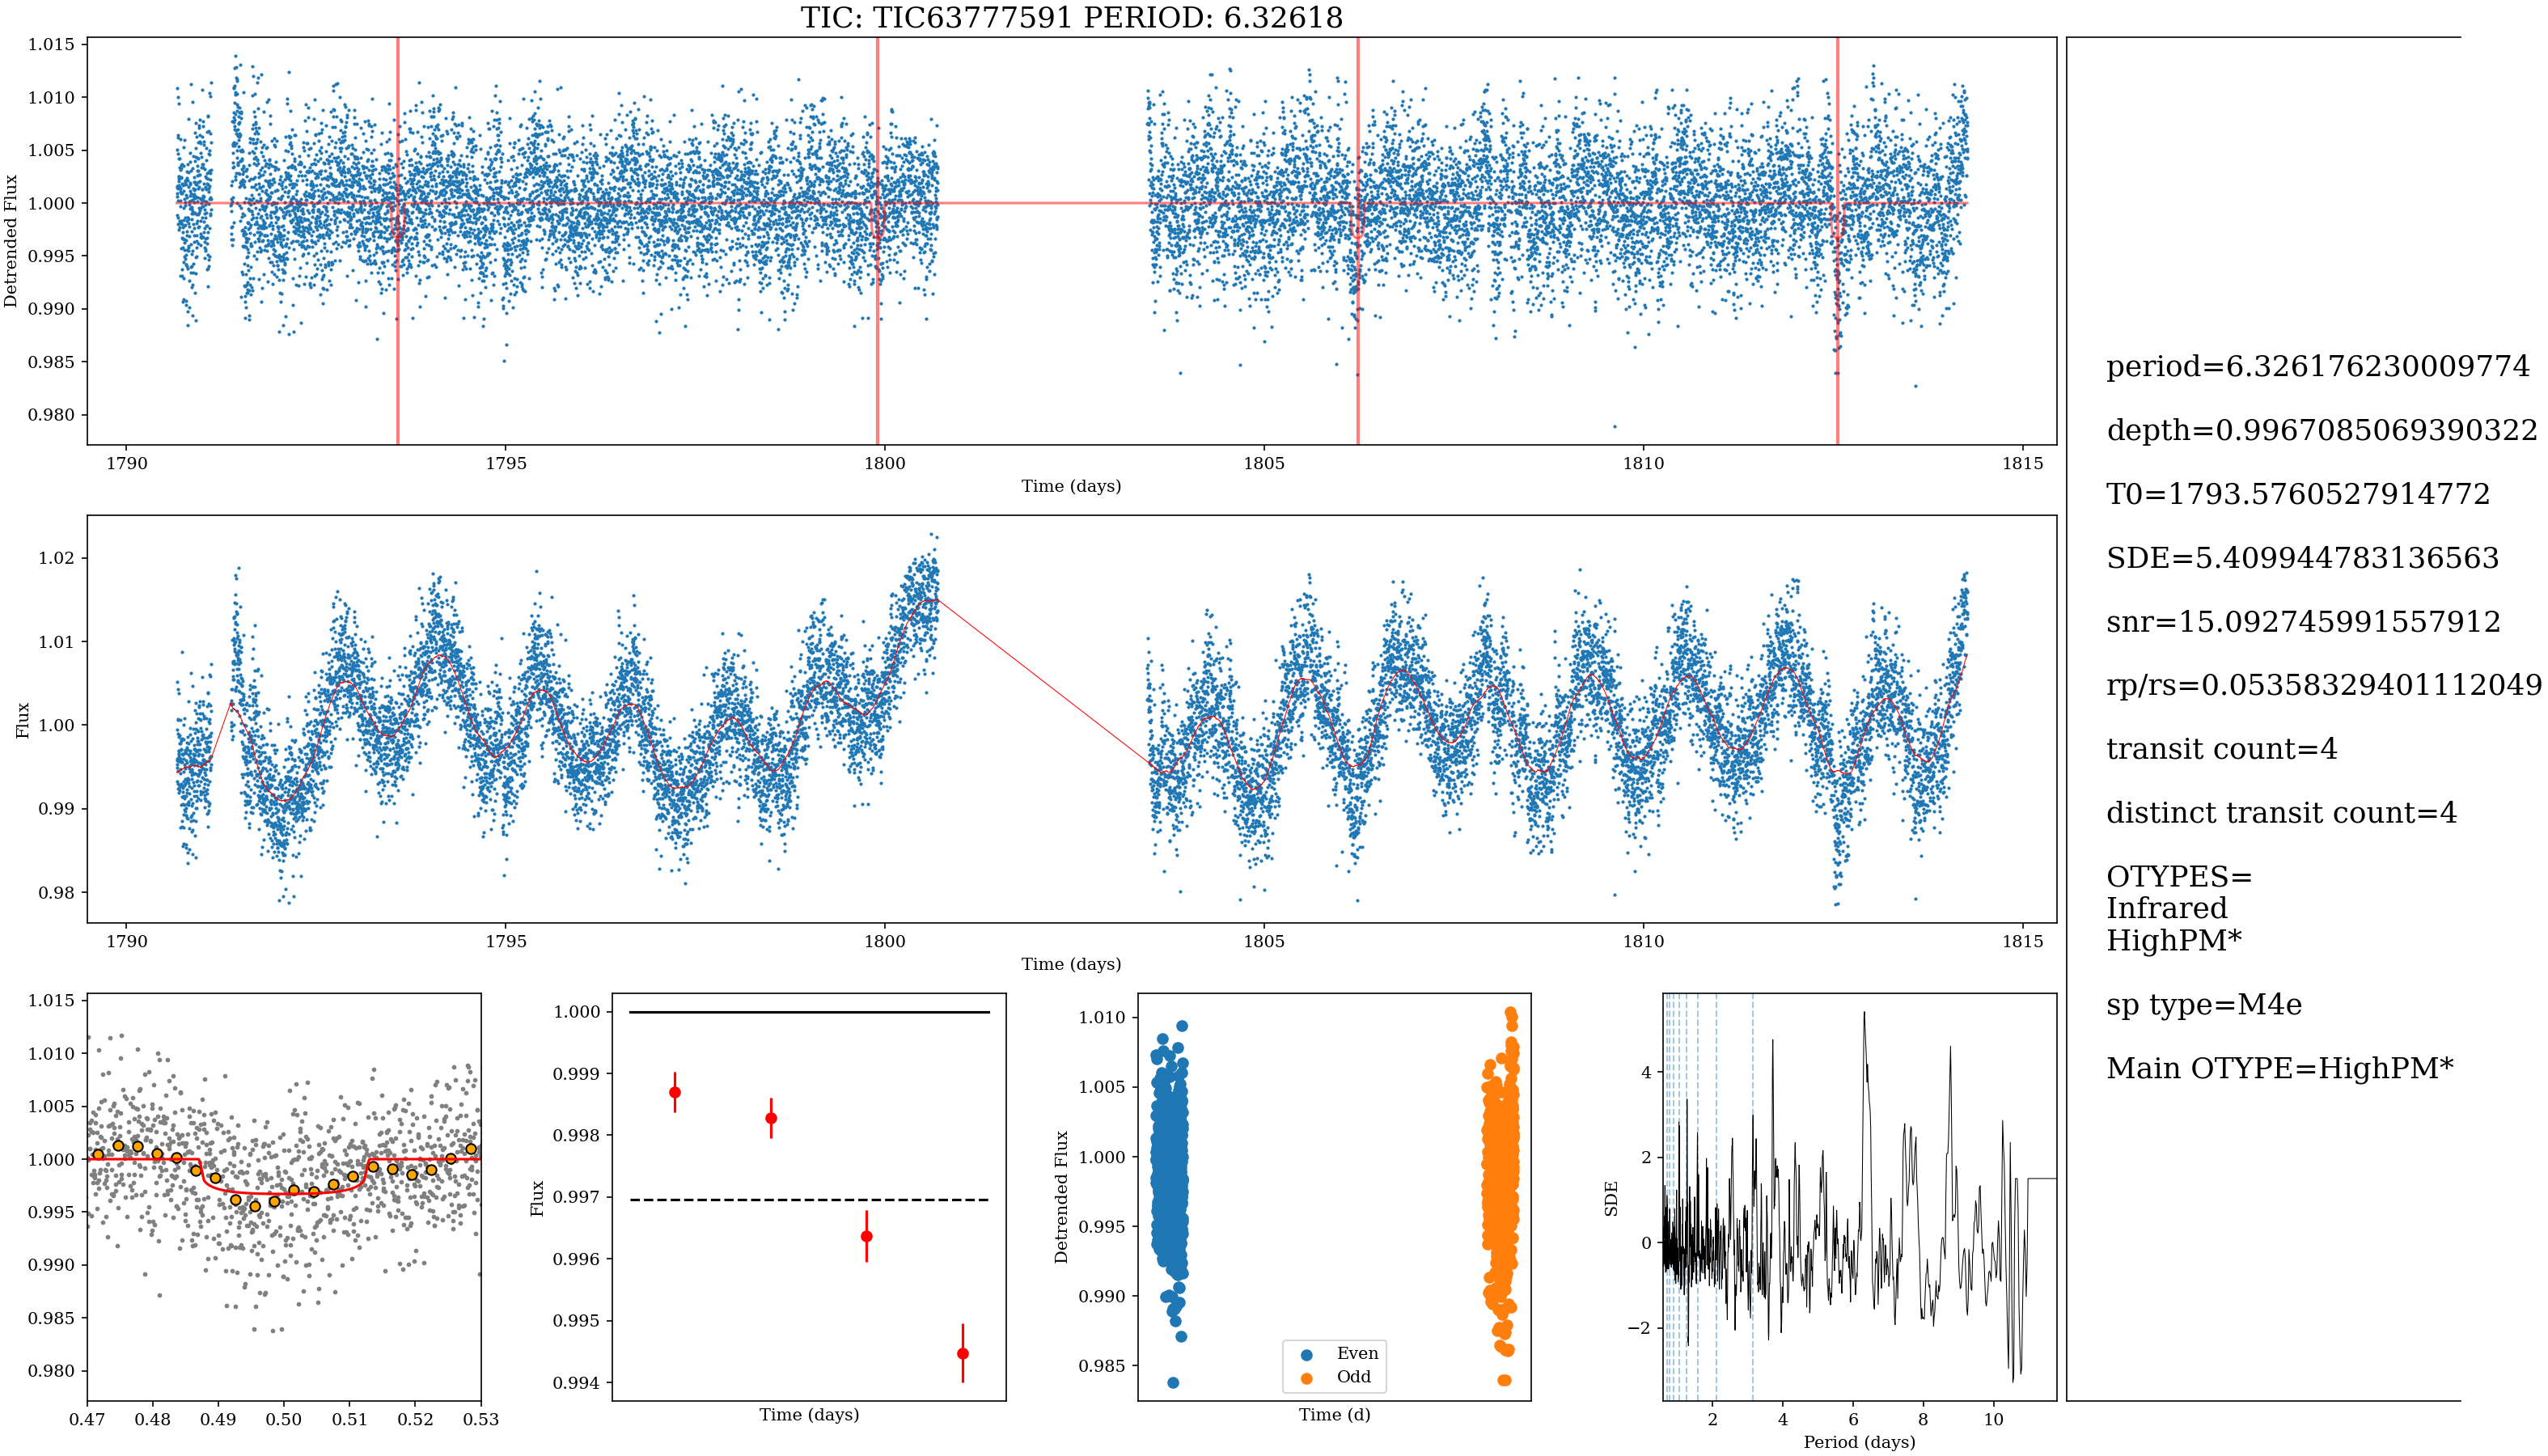 TIC: TIC63777591 PERIOD: 6.32618
1.015
1.010
1.005
1.000
0.995
0.990
0.985
0.980
Detrended Flux
1790
1795
1800
1805
1810
1815
Time (days)
1.02
1.01
1.00
0.99
0.98
Flux
1790
1795
1800
1805
1810
1815
Time (days)
1.015
1.010
1.005
1.000
0.995
0.990
0.985
0.980
0.47
0.48
0.49
0.50
0.51
0.52
0.53
1.000
0.999
0.998
0.997
0.996
0.995
0.994
Flux
Time (days)
1.010
1.005
1.000
0.995
0.990
0.985
Detrended Flux
Even
Odd
Time (d)
4
2
0
−2
SDE
2
4
6
8
10
Period (days)
period=6.326176230009774
depth=0.9967085069390322
T0=1793.5760527914772
SDE=5.409944783136563
snr=15.092745991557912
rp/rs=0.05358329401112049
transit count=4
distinct transit count=4
OTYPES=
Infrared
HighPM*
sp type=M4e
Main OTYPE=HighPM*